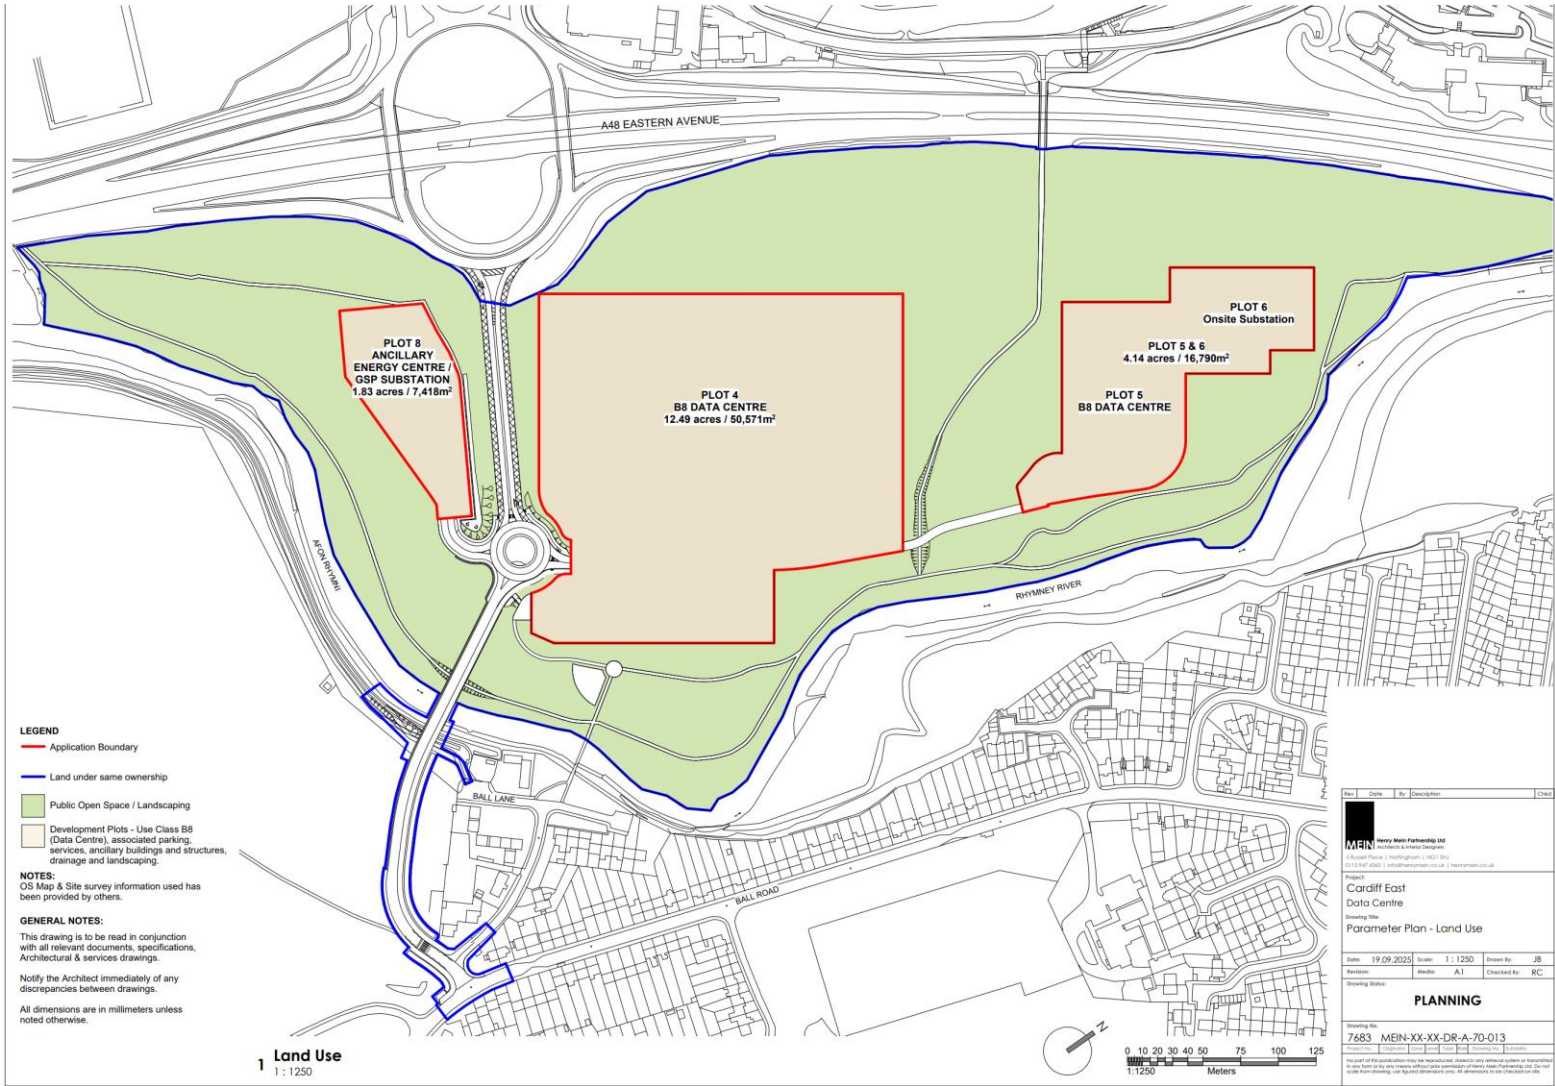 A48 EASTERN AVENUE
PLOT 8
ANCILLARY
ENERGY CENTRE /
GSP SUBSTATION
1.83 acres / 7,418m²
PLOT 4
B8 DATA CENTRE
12.49 acres / 50,571m²
PLOT 6
Onsite Substation
PLOT 5 & 6
4.14 acres / 16,790m²
PLOT 5
B8 DATA CENTRE
AFON RHYMNI
RHYMNEY RIVER
BALL LANE
BALL ROAD
LEGEND
Application Boundary
Land under same ownership
Public Open Space / Landscaping
Development Plots - Use Class B8
(Data Centre), associated parking,
services, ancillary buildings and structures,
drainage and landscaping.
NOTES:
OS Map & Site survey information used has
been provided by others.
GENERAL NOTES:
This drawing is to be read in conjunction
with all relevant documents, specifications,
Architectural & services drawings.
Notify the Architect immediately of any
discrepancies between drawings.
All dimensions are in millimeters unless
noted otherwise.
1 Land Use
1 : 1250
N
0 10 20 30 40 50 75 100 125
1:1250 Meters
Rev Date By Description Chkd
MEIN Henry Mein Partnership Ltd
Architects & Interior Designers
Project:
Cardiff East
Data Centre
Drawing Title:
Parameter Plan - Land Use
Date: 19.09.2025 Scale: 1 : 1250 Drawn By: JB
Revision: Media: A1 Checked By: RC
Drawing Status:
PLANNING
Drawing No.
7683 MEIN-XX-XX-DR-A-70-013